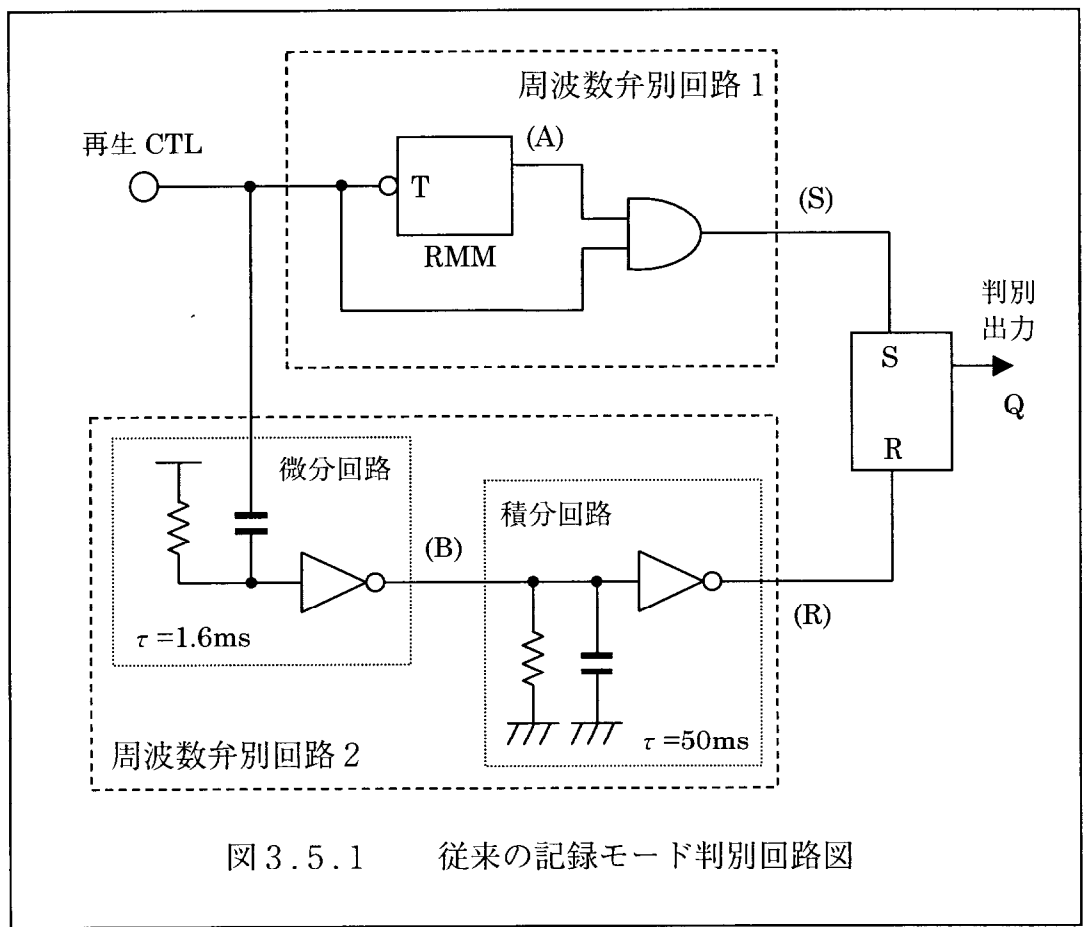 周波数弁別回路1
再生 CTL
(A)
T
RMM
(S)
判別
出力
S
Q
R
微分回路
積分回路
(B)
(R)
τ=1.6ms
τ=50ms
周波数弁別回路2
図3.5.1 従来の記録モード判別回路図